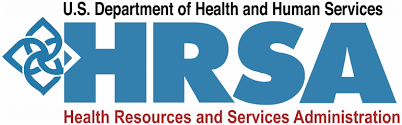 U.S. Department of Health and Human Services
HRSA
Health Resources and Services Administration